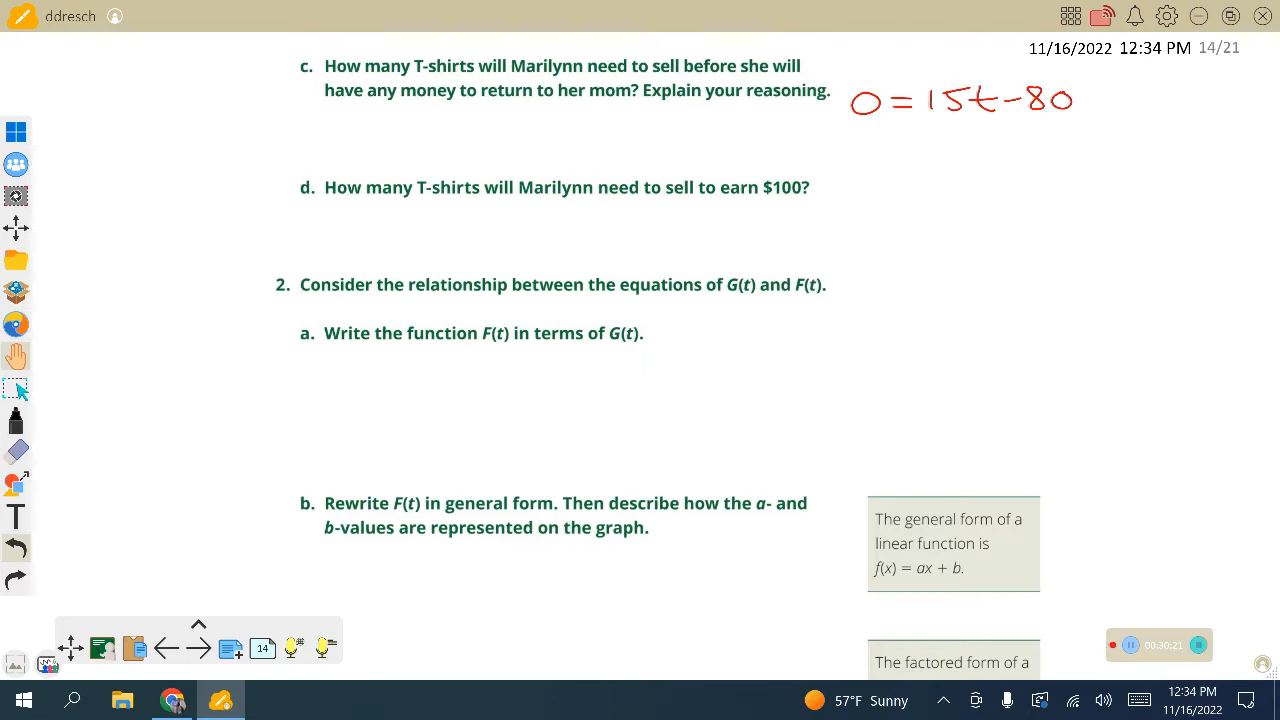 ddresch
11/16/2022 12:34 PM 14/21
c. How many T-shirts will Marilynn need to sell before she will
have any money to return to her mom? Explain your reasoning.
0 = 15t - 80
d. How many T-shirts will Marilynn need to sell to earn $100?
2. Consider the relationship between the equations of G(t) and F(t).
a. Write the function F(t) in terms of G(t).
b. Rewrite F(t) in general form. Then describe how the a- and
b-values are represented on the graph.
The general form of a
linear function is
f(x) = ax + b.
The factored form of a
T
14
00:30:21
57°F Sunny
12:34 PM
11/16/2022